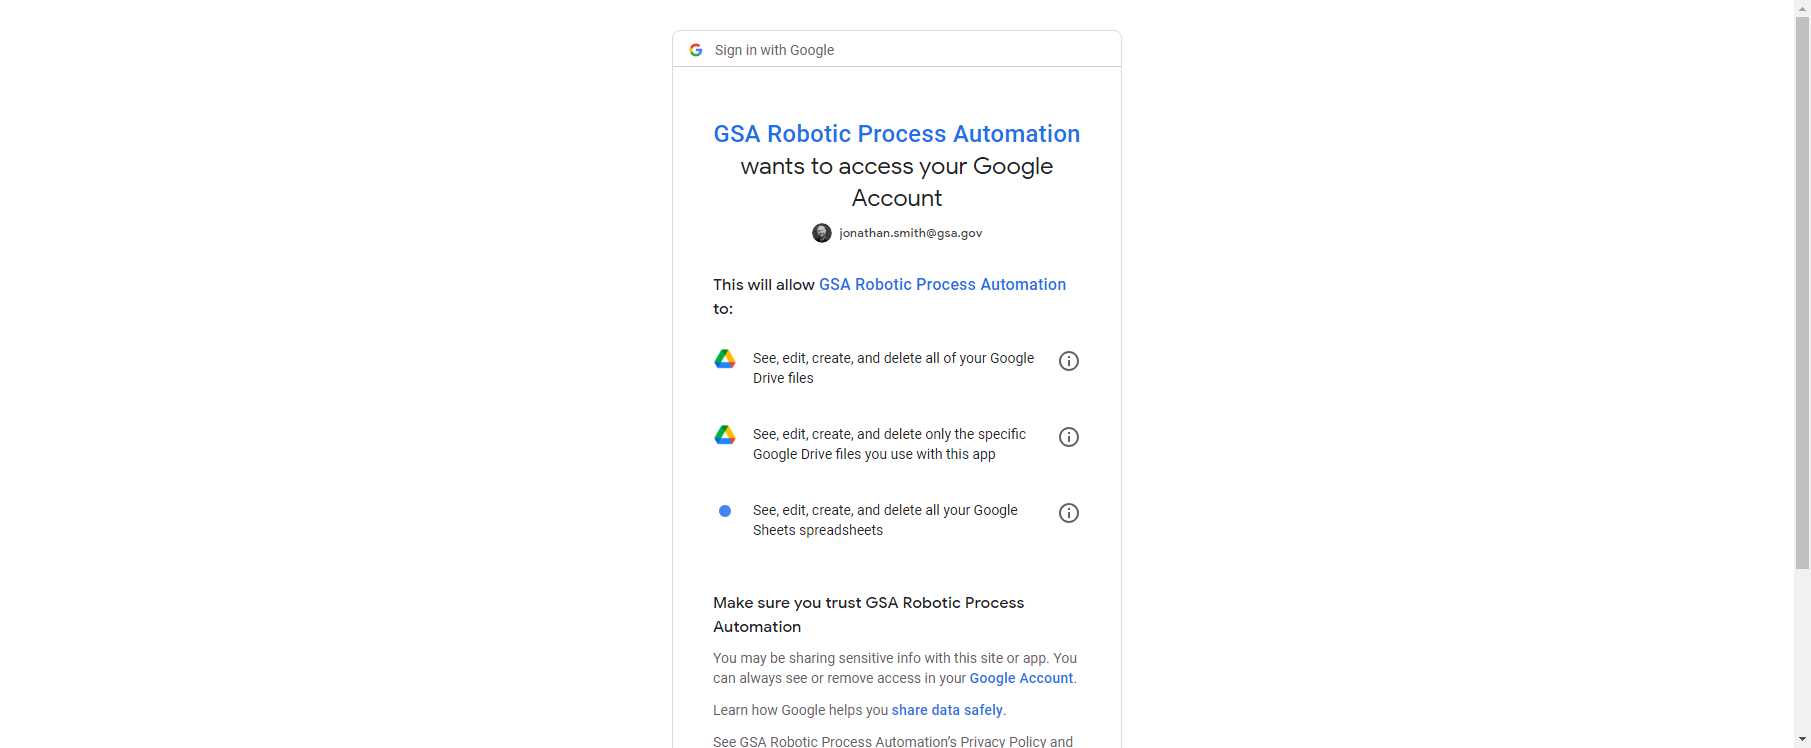 Sign in with Google
GSA Robotic Process Automation
wants to access your Google
Account
jonathan.smith@gsa.gov
This will allow GSA Robotic Process Automation
to:
See, edit, create, and delete all of your Google
Drive files
See, edit, create, and delete only the specific
Google Drive files you use with this app
See, edit, create, and delete all your Google
Sheets spreadsheets
Make sure you trust GSA Robotic Process
Automation
You may be sharing sensitive info with this site or app. You
can always see or remove access in your Google Account.
Learn how Google helps you share data safely.
See GSA Robotic Process Automation's Privacy Policy and